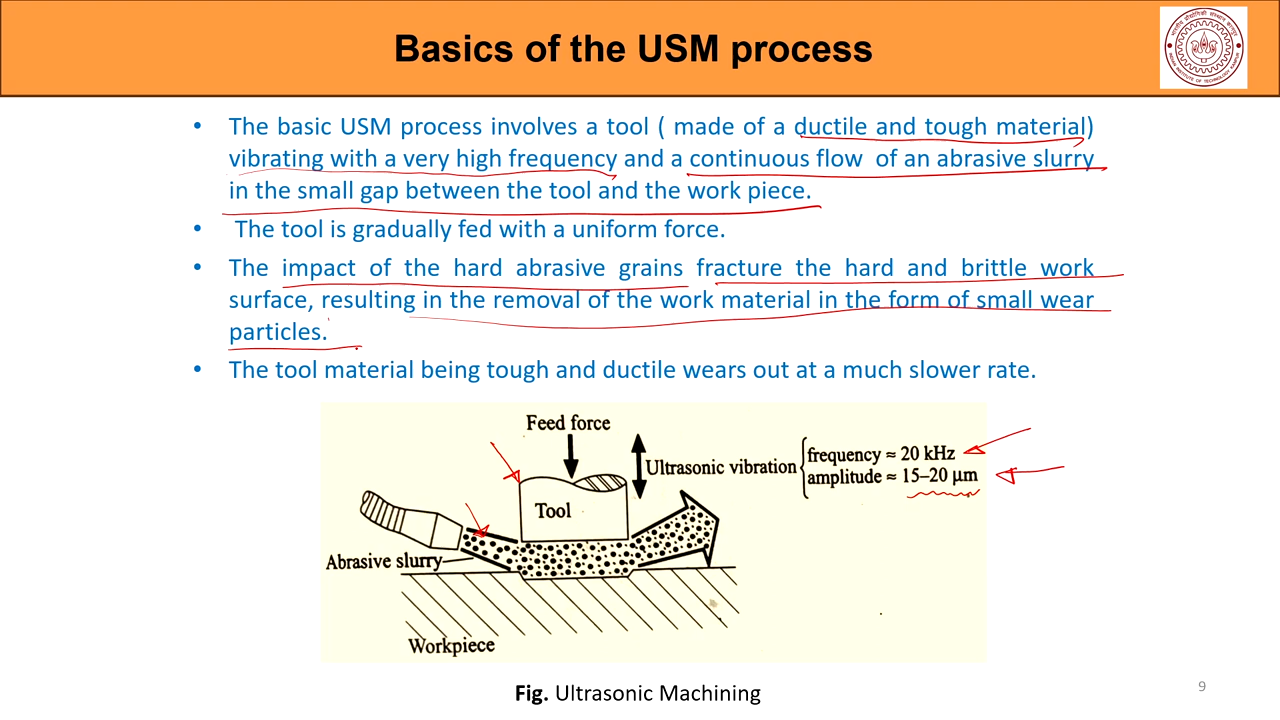 Basics of the USM process
• The basic USM process involves a tool ( made of a ductile and tough material)
vibrating with a very high frequency and a continuous flow of an abrasive slurry
in the small gap between the tool and the work piece.
• The tool is gradually fed with a uniform force.
• The impact of the hard abrasive grains fracture the hard and brittle work
surface, resulting in the removal of the work material in the form of small wear
particles.
• The tool material being tough and ductile wears out at a much slower rate.
Feed force
Ultrasonic vibration
frequency ≈ 20 kHz
amplitude ≈ 15–20 μm
Tool
Abrasive slurry
Workpiece
Fig. Ultrasonic Machining
9